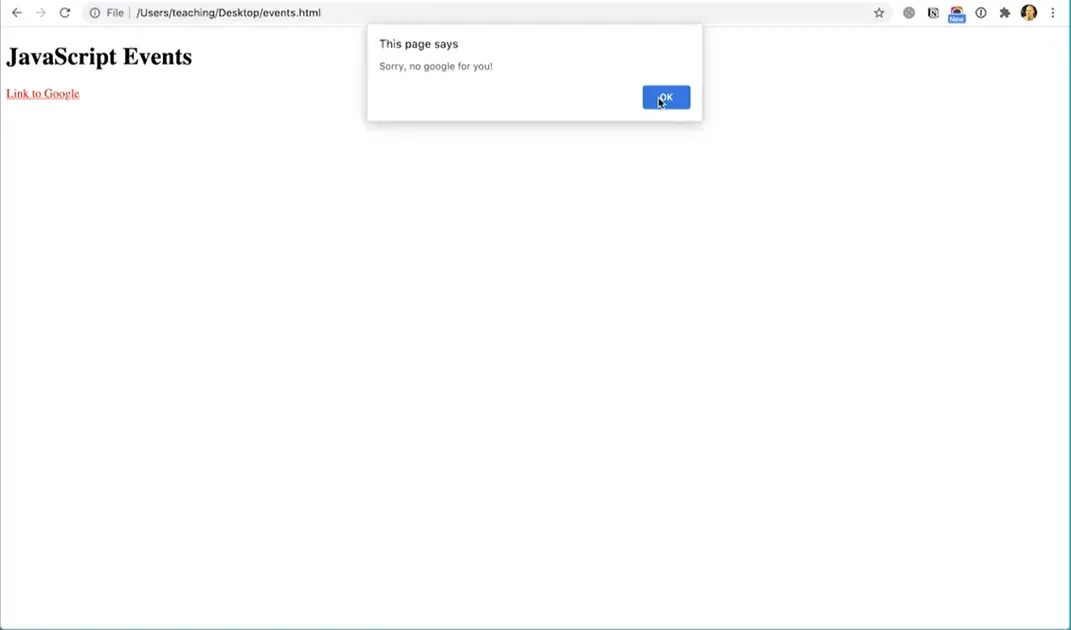 File /Users/teaching/Desktop/events.html
New
This page says
Sorry, no google for you!
OK
JavaScript Events
Link to Google